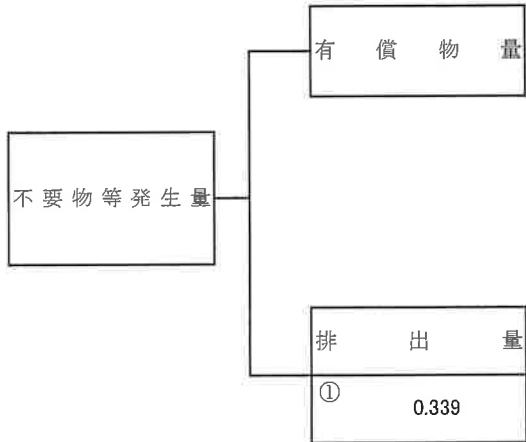 有償物量
不要物等発生量
排出量
①
0.339